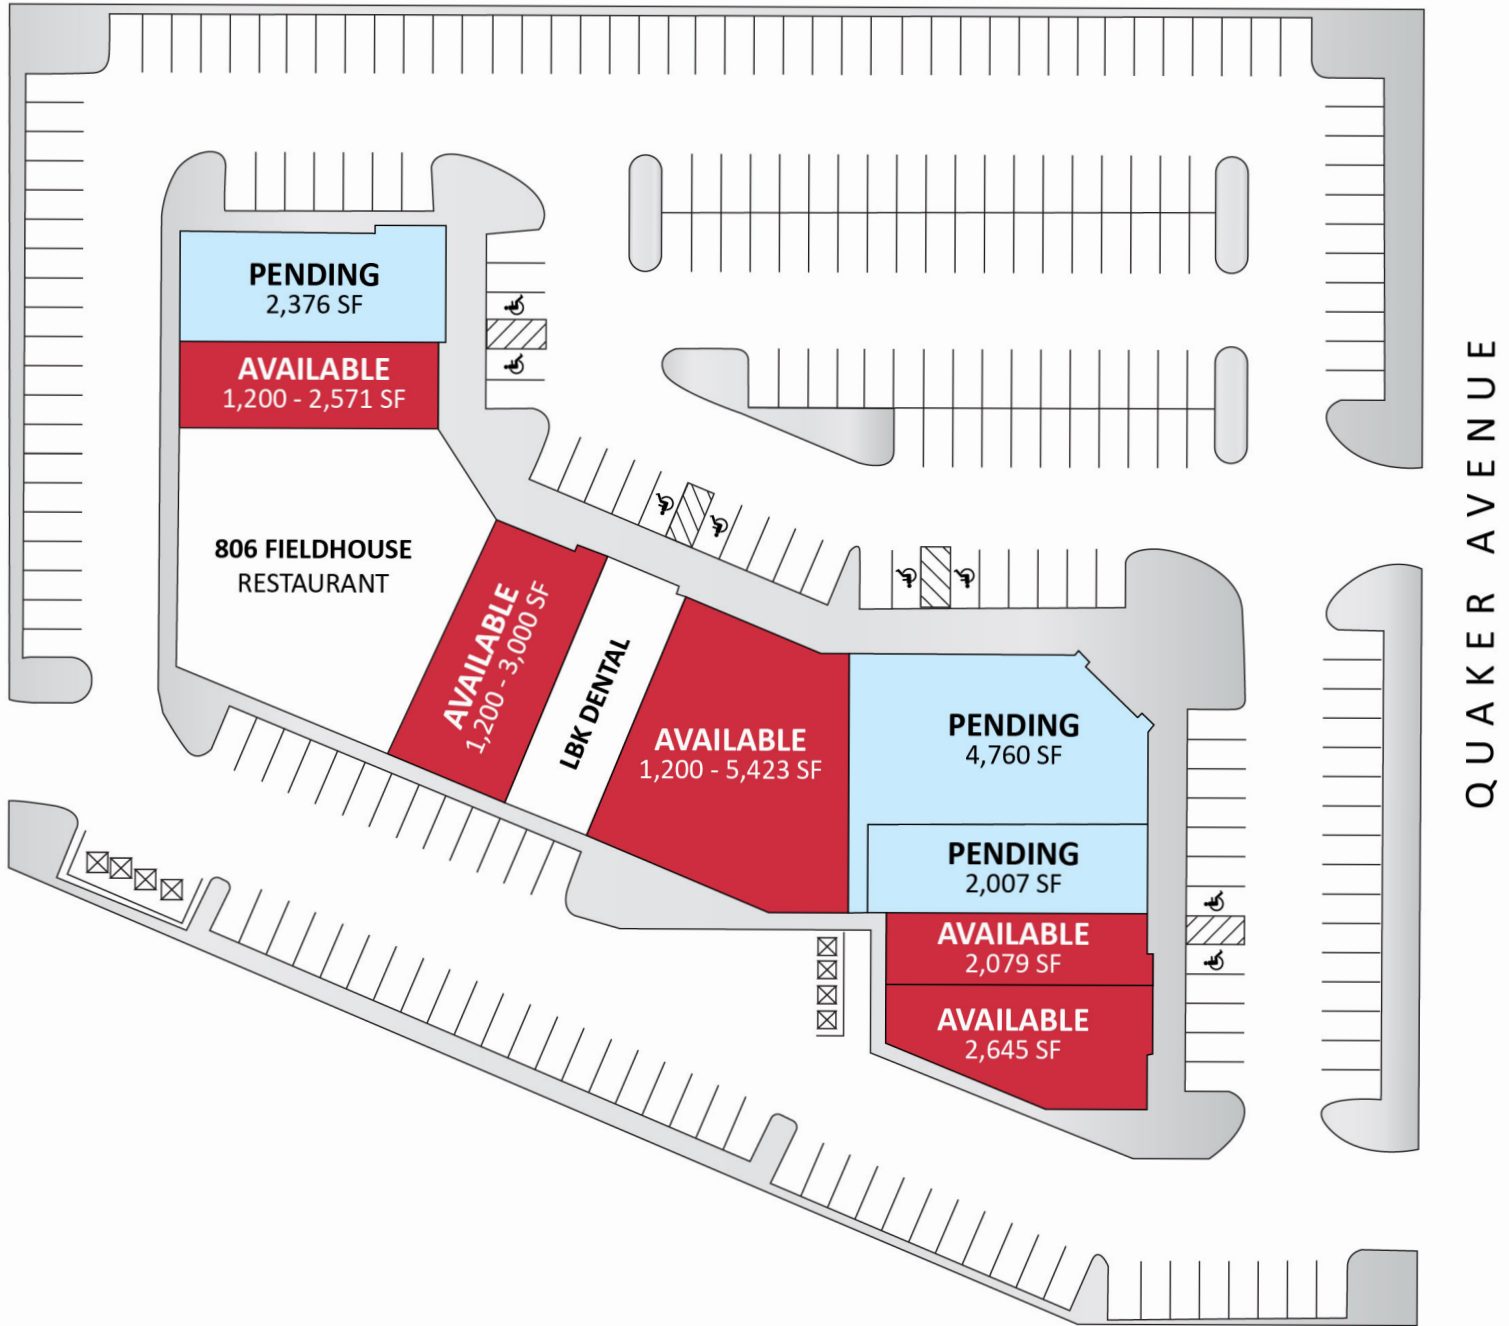 PENDING
2,376 SF
AVAILABLE
1,200 - 2,571 SF
806 FIELDHOUSE
RESTAURANT
AVAILABLE
1,200 - 3,000 SF
LBK DENTAL
AVAILABLE
1,200 - 5,423 SF
PENDING
4,760 SF
PENDING
2,007 SF
AVAILABLE
2,079 SF
AVAILABLE
2,645 SF
QUAKER AVENUE